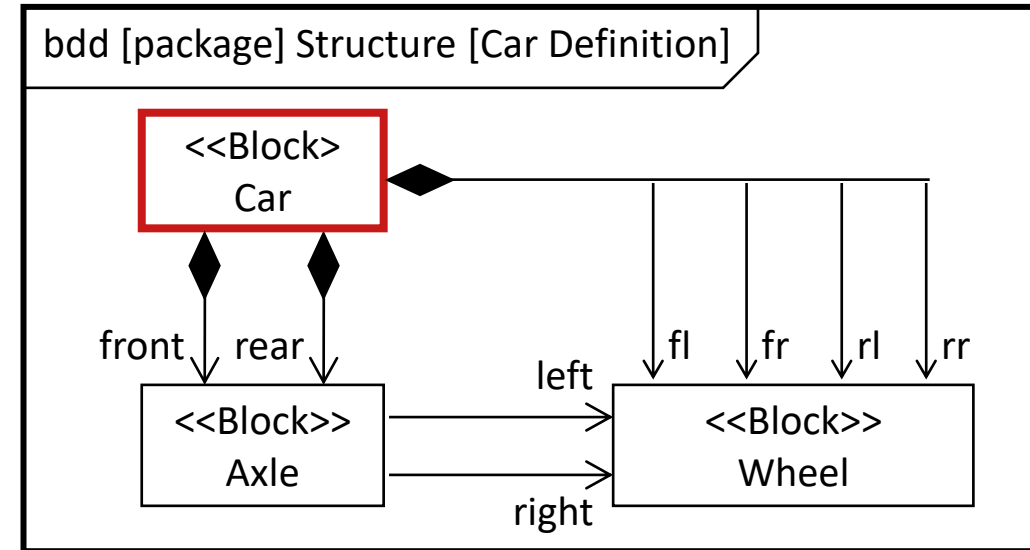 bdd [package] Structure [Car Definition]
<<Block>
Car
front
rear
fl
fr
rl
rr
left
<<Block>>
Axle
<<Block>>
Wheel
right